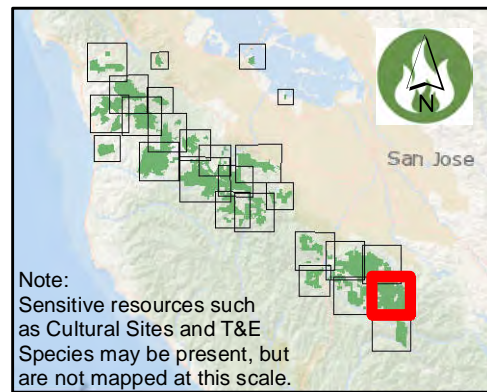 N
San Jose
Note:
Sensitive resources such
as Cultural Sites and T&E
Species may be present, but
are not mapped at this scale.